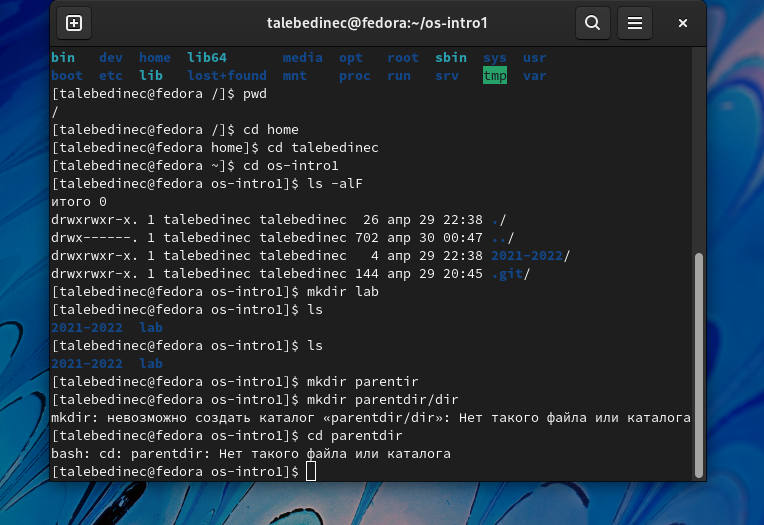 talebedinec@fedora:~/os-intro1
bin dev home lib64 media opt root sbin sys usr
boot etc lib lost+found mnt proc run srv tmp var
[talebedinec@fedora /]$ pwd
/
[talebedinec@fedora /]$ cd home
[talebedinec@fedora home]$ cd talebedinec
[talebedinec@fedora ~]$ cd os-intro1
[talebedinec@fedora os-intro1]$ ls -alF
итого 0
drwxrwxr-x. 1 talebedinec talebedinec 26 апр 29 22:38 ./
drwx------. 1 talebedinec talebedinec 702 апр 30 00:47 ../
drwxrwxr-x. 1 talebedinec talebedinec 4 апр 29 22:38 2021-2022/
drwxrwxr-x. 1 talebedinec talebedinec 144 апр 29 20:45 .git/
[talebedinec@fedora os-intro1]$ mkdir lab
[talebedinec@fedora os-intro1]$ ls
2021-2022 lab
[talebedinec@fedora os-intro1]$ ls
2021-2022 lab
[talebedinec@fedora os-intro1]$ mkdir parentir
[talebedinec@fedora os-intro1]$ mkdir parentdir/dir
mkdir: невозможно создать каталог «parentdir/dir»: Нет такого файла или каталога
[talebedinec@fedora os-intro1]$ cd parentdir
bash: cd: parentdir: Нет такого файла или каталога
[talebedinec@fedora os-intro1]$